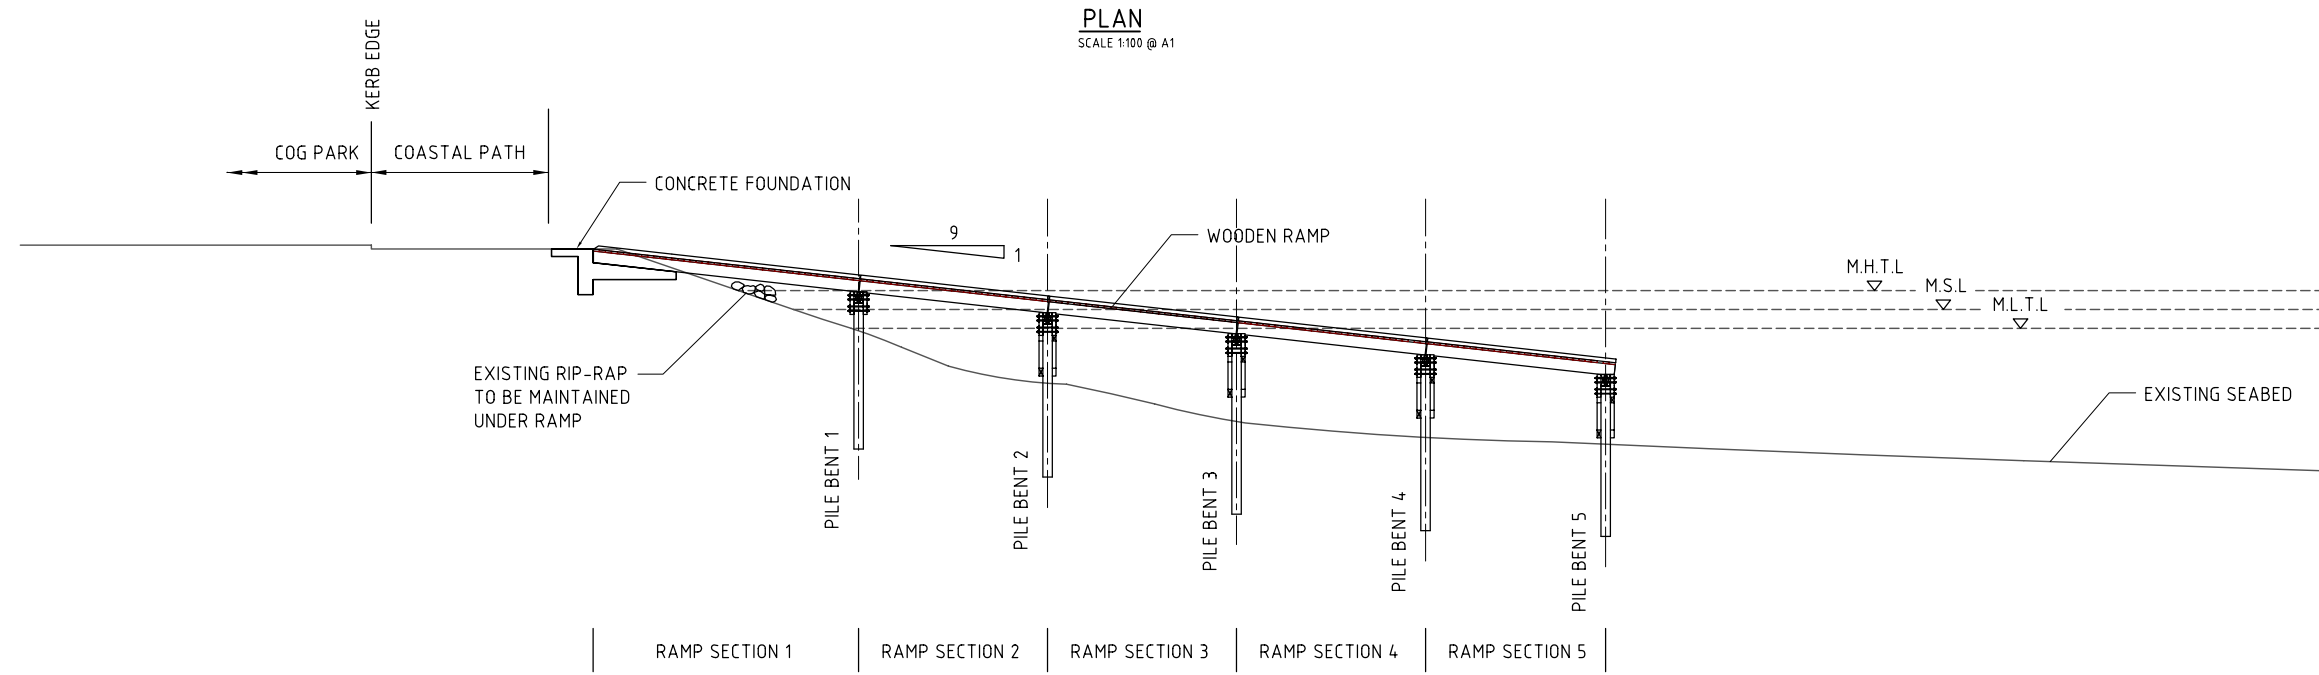 PLAN
SCALE 1:100 @ A1
KERB EDGE
COG PARK
COASTAL PATH
CONCRETE FOUNDATION
9
1
WOODEN RAMP
M.H.T.L
M.S.L
M.L.T.L
EXISTING RIP-RAP
TO BE MAINTAINED
UNDER RAMP
EXISTING SEABED
PILE BENT 1
PILE BENT 2
PILE BENT 3
PILE BENT 4
PILE BENT 5
RAMP SECTION 1
RAMP SECTION 2
RAMP SECTION 3
RAMP SECTION 4
RAMP SECTION 5